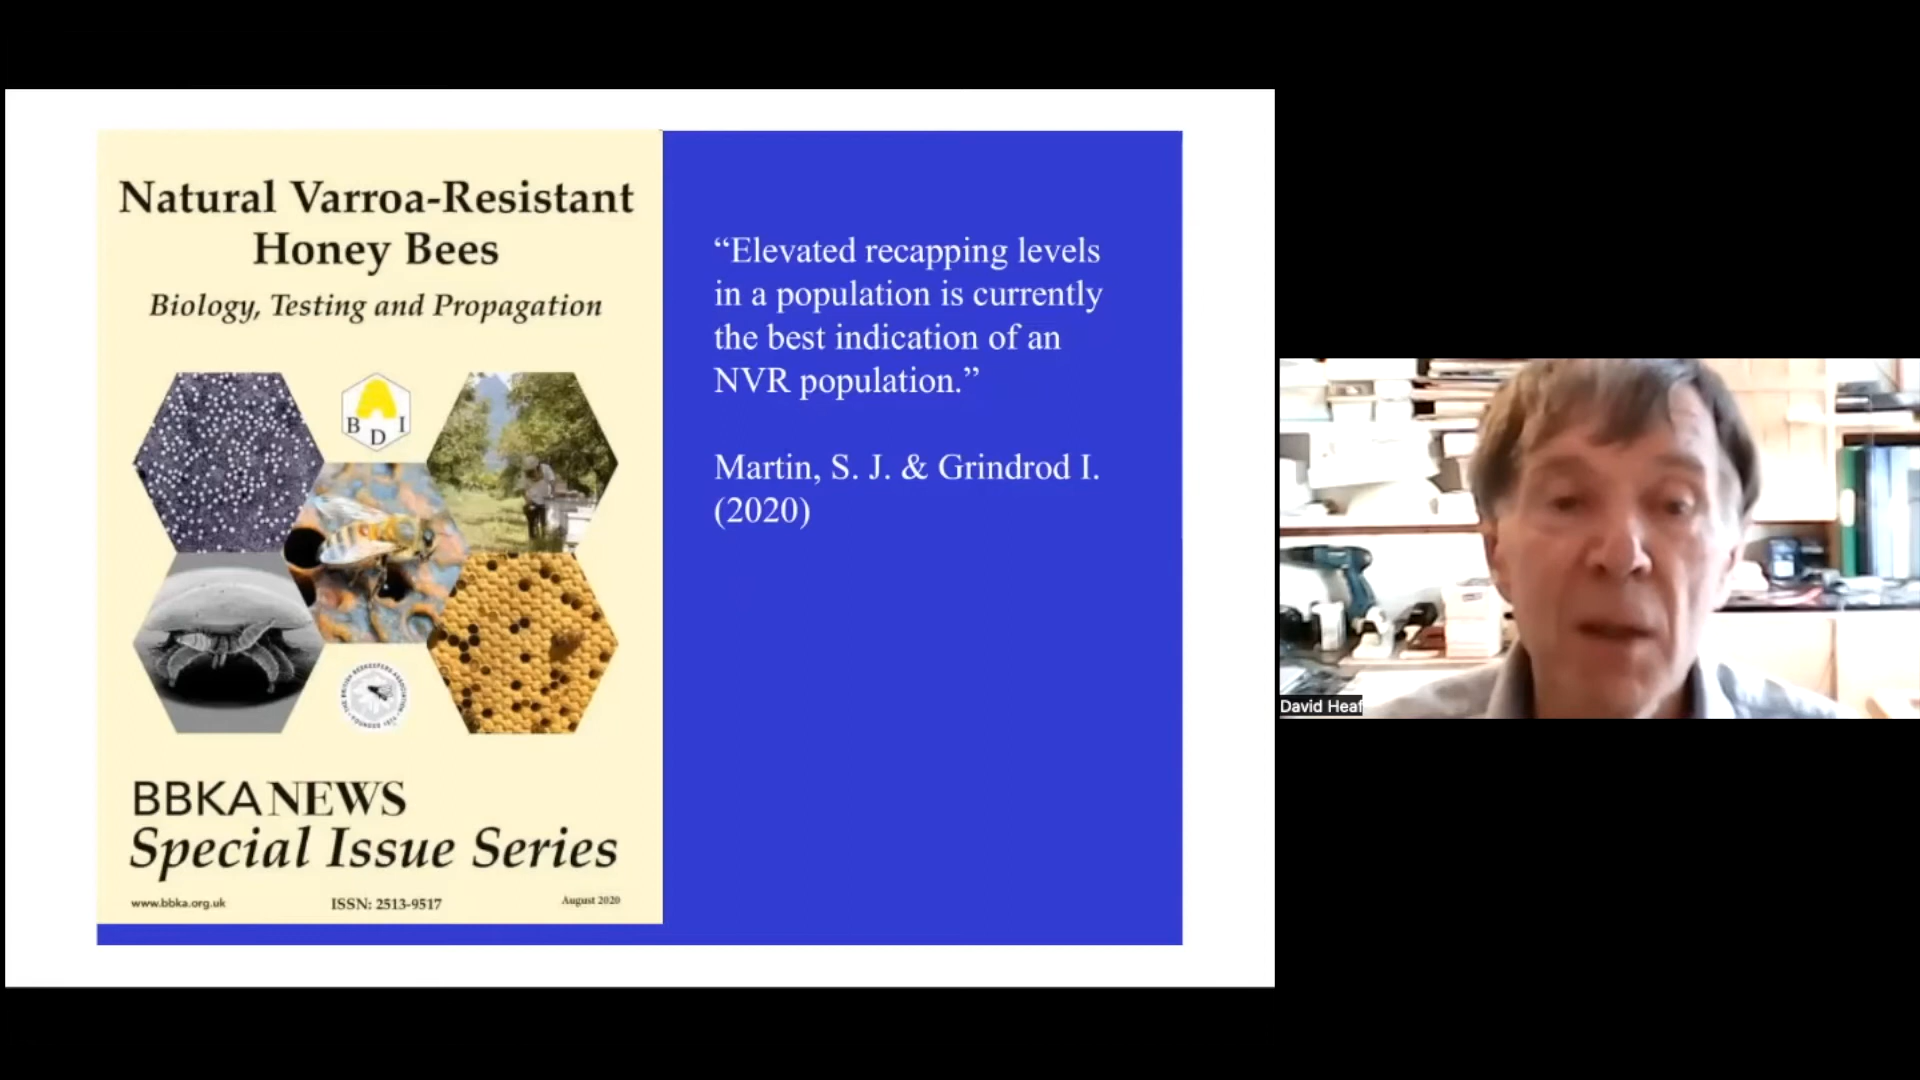 Natural Varroa-Resistant
Honey Bees
Biology, Testing and Propagation
B
D
I
BBKA NEWS
Special Issue Series
www.bbka.org.uk
ISSN: 2513-9517
August 2020
“Elevated recapping levels
in a population is currently
the best indication of an
NVR population.”
Martin, S. J. & Grindrod I.
(2020)
David Heaf